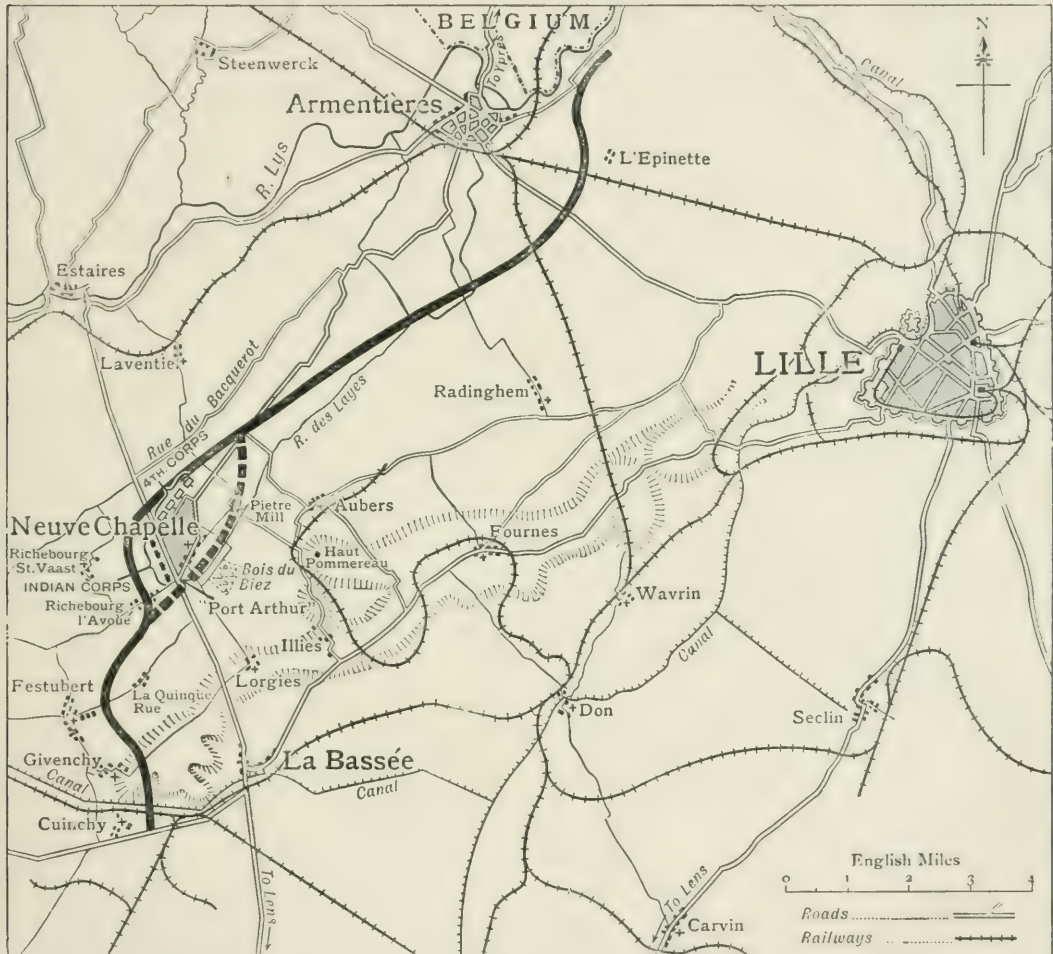 BELGIUM
N
Steenwerck
To Ypres
Canal
Armentières
L'Epinette
R. Lys
Estaires
Laventie
Rue du Bacquerot
LILLE
Radinghem
R. des Layes
4TH. CORPS
Pietre
Mill
Aubers
Neuve Chapelle
Fournes
Haut
Pommereau
Richebourg
St. Vaast
Bois du
Biez
INDIAN CORPS
Wavrin
Richebourg
l'Avoué
"Port Arthur"
Illies
Canal
Lorgies
Festubert
La Quinque
Rue
Don
Seclin
Givenchy
La Bassée
Canal
Canal
Cuinchy
English Miles
0 1 2 3 4
To Lens
To Lens
Roads
Carvin
Railways